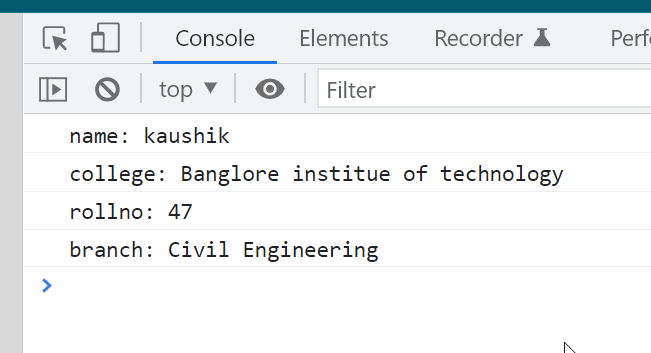 Console Elements Recorder Perf
top ▼ Filter
name: kaushik
college: Banglore institue of technology
rollno: 47
branch: Civil Engineering